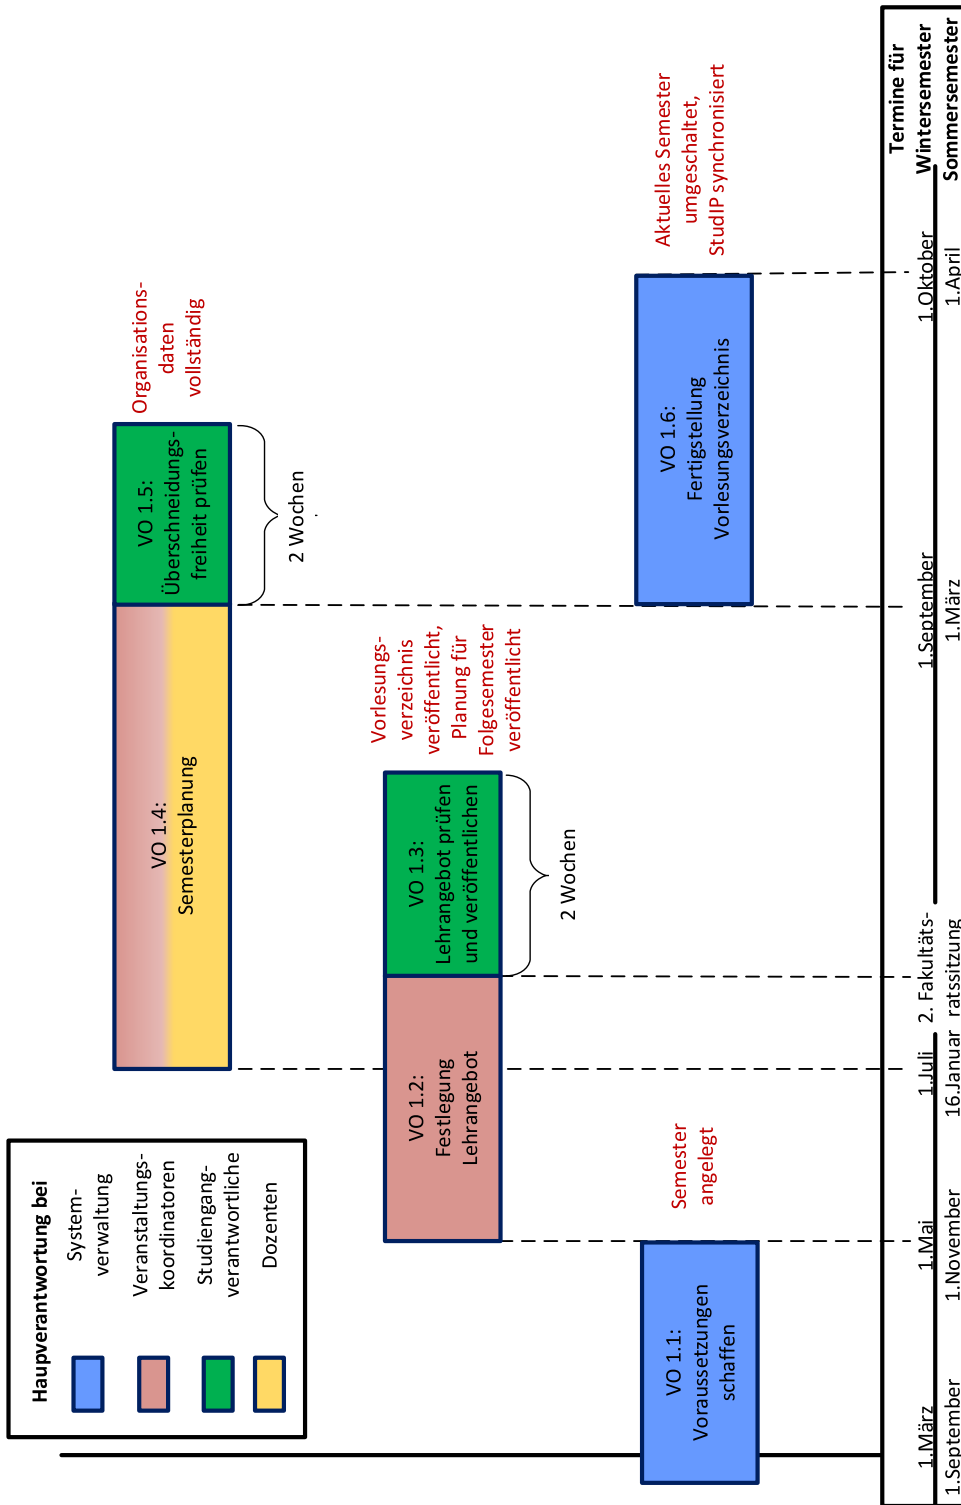 Haupverantwortung bei
System-
verwaltung
Veranstaltungs-
koordinatoren
Studiengang-
verantwortliche
Dozenten
VO 1.4:
Semesterplanung
VO 1.5:
Überschneidungs-
freiheit prüfen
Organisations-
daten
vollständig
2 Wochen
VO 1.2:
Festlegung
Lehrangebot
VO 1.3:
Lehrangebot prüfen
und veröffentlichen
Vorlesungs-
verzeichnis
veröffentlicht,
Planung für
Folgesemester
veröffentlicht
2 Wochen
VO 1.1:
Voraussetzungen
schaffen
Semester
angelegt
VO 1.6:
Fertigstellung
Vorlesungsverzeichnis
Aktuelles Semester
umgeschaltet,
StudIP synchronisiert
Termine für
1.März
1.Mai
1.Juli
2. Fakultäts-
ratssitzung
1.September
1.Oktober
Wintersemester
1.September
1.November
16.Januar
1.März
1.April
Sommersemester